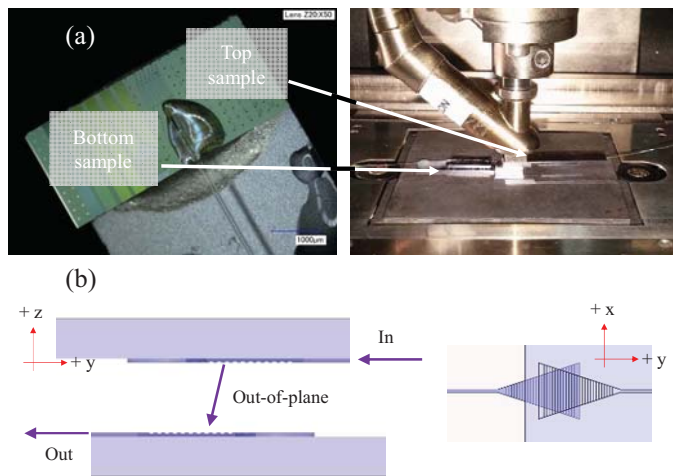 Lens Z20:X50
(a)
Top
sample
Bottom
sample
1000μm
(b)
+ z
+ y
In
Out-of-plane
Out
+ x
+ y